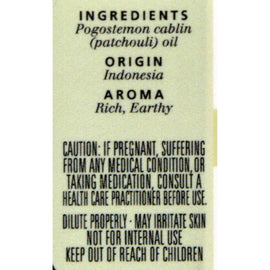 INGREDIENTS
Pogostemon cablin
(patchouli) oil
ORIGIN
Indonesia
AROMA
Rich, Earthy
CAUTION: IF PREGNANT, SUFFERING
FROM ANY MEDICAL CONDITION, OR
TAKING MEDICATION, CONSULT A
HEALTH CARE PRACTITIONER BEFORE USE.
DILUTE PROPERLY · MAY IRRITATE SKIN
NOT FOR INTERNAL USE
KEEP OUT OF REACH OF CHILDREN